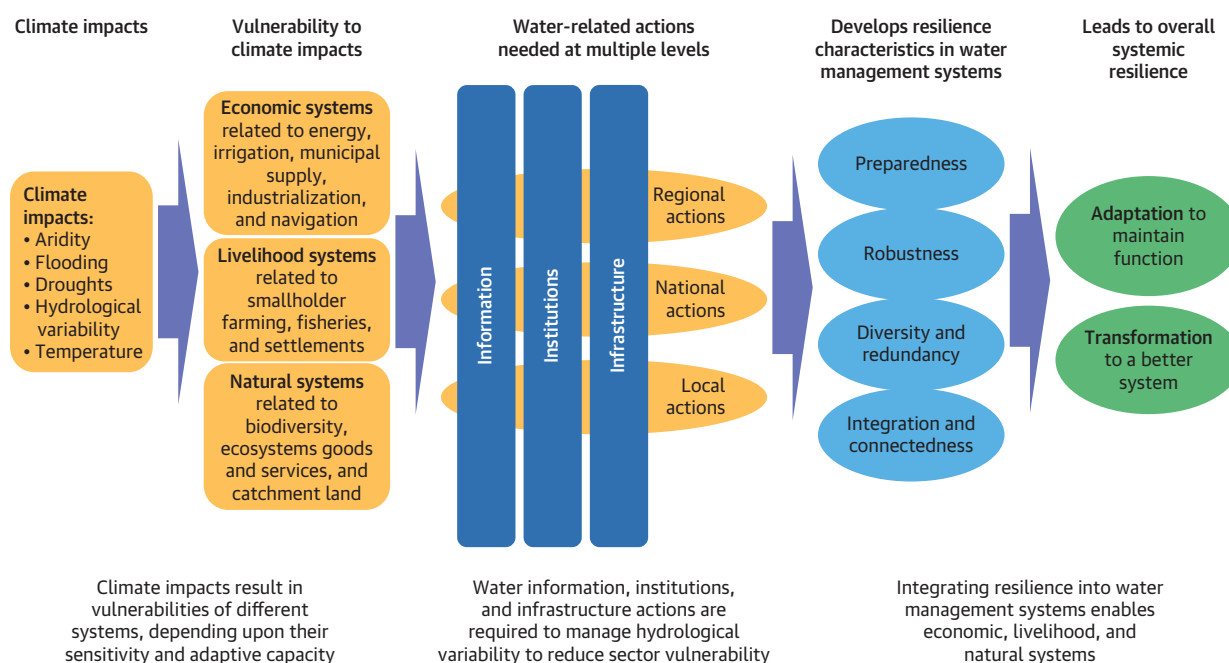 Climate impacts
Vulnerability to
climate impacts
Water-related actions
needed at multiple levels
Develops resilience
characteristics in water
management systems
Leads to overall
systemic
resilience
Climate
impacts:
• Aridity
• Flooding
• Droughts
• Hydrological
variability
• Temperature
Economic systems
related to energy,
irrigation, municipal
supply,
industrialization,
and navigation
Livelihood systems
related to
smallholder
farming, fisheries,
and settlements
Natural systems
related to
biodiversity,
ecosystems goods
and services, and
catchment land
Information
Institutions
Infrastructure
Regional
actions
National
actions
Local
actions
Preparedness
Robustness
Diversity and
redundancy
Integration and
connectedness
Adaptation to
maintain
function
Transformation
to a better
system
Climate impacts result in
vulnerabilities of different
systems, depending upon their
sensitivity and adaptive capacity
Water information, institutions,
and infrastructure actions are
required to manage hydrological
variability to reduce sector vulnerability
Integrating resilience into water
management systems enables
economic, livelihood, and
natural systems